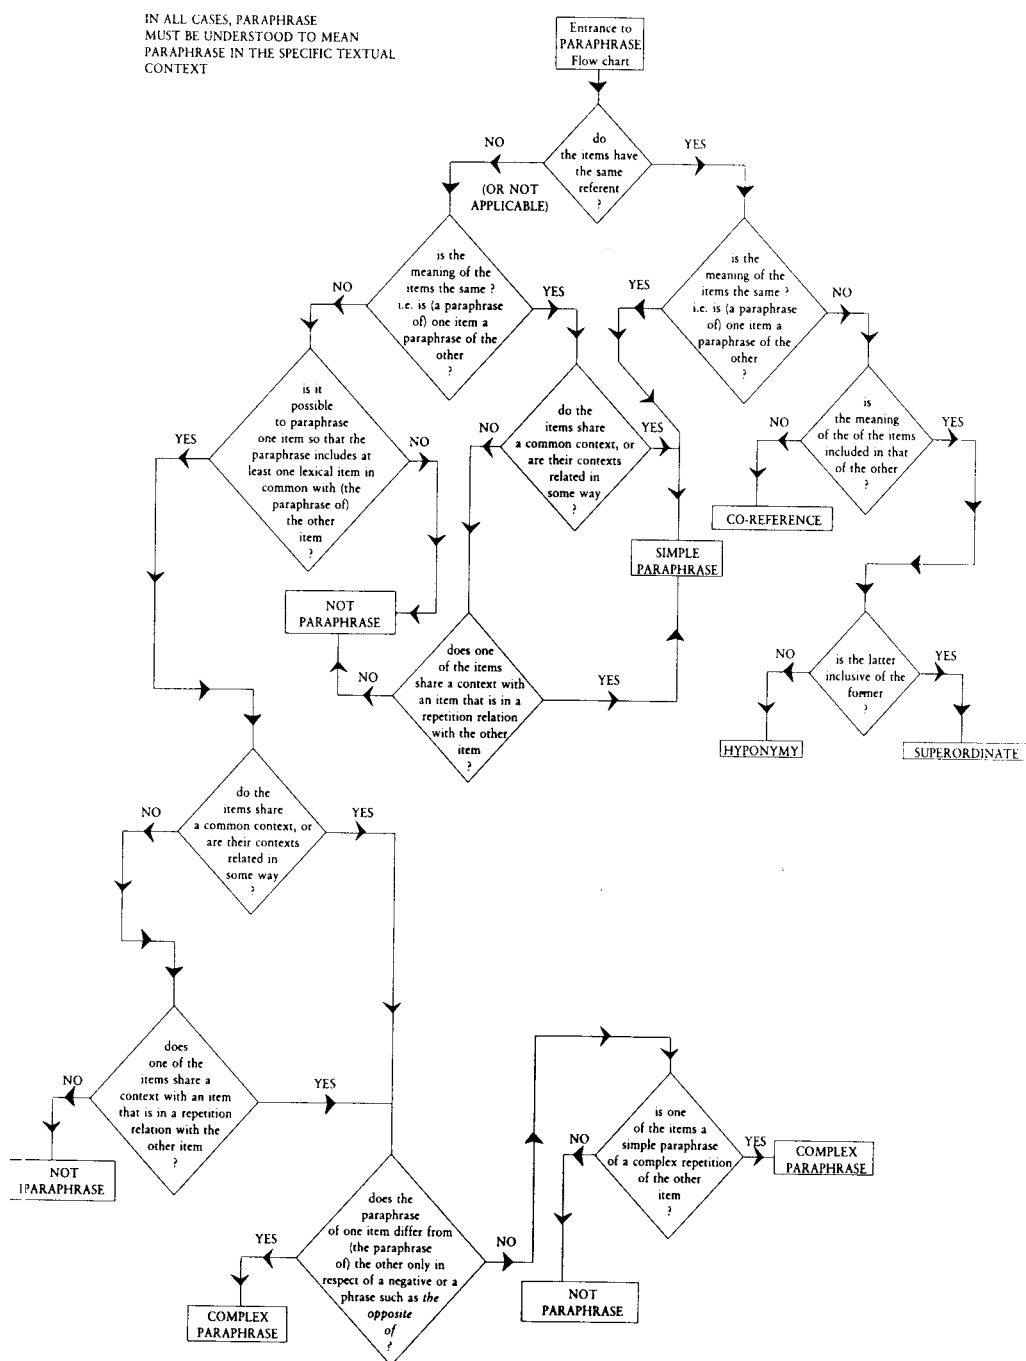 IN ALL CASES, PARAPHRASE
MUST BE UNDERSTOOD TO MEAN
PARAPHRASE IN THE SPECIFIC TEXTUAL
CONTEXT
Entrance to
PARAPHRASE
Flow chart
do
the items have
the same
referent
?
NO
(OR NOT
APPLICABLE)
YES
is the
meaning of the
items the same ?
i.e. is (a paraphrase
of) one item a
paraphrase of the
other
?
NO
YES
is the
meaning of the
items the same ?
i.e. is (a paraphrase
of) one item a
paraphrase of the
other
?
YES
NO
is it
possible
to paraphrase
one item so that the
paraphrase includes at
least one lexical item in
common with (the
paraphrase of)
the other
item
?
YES
NO
do the
items share
a common context, or
are their contexts
related in
some way
?
NO
YES
is
the meaning
of the of the items
included in that
of the other
?
NO
YES
CO-REFERENCE
SIMPLE
PARAPHRASE
NOT
PARAPHRASE
does one
of the items
share a context with
an item that is in a
repetition relation
with the other
item
?
NO
YES
is the latter
inclusive of the
former
?
NO
YES
HYPONYMY
SUPERORDINATE
do the
items share
a common context, or
are their contexts
related in
some way
?
NO
YES
does
one of the
items share a
context with an item
that is in a repetition
relation with the
other item
?
NO
YES
NOT
IPARAPHRASE
is one
of the items a
simple paraphrase
of a complex repetition
of the other
item
?
NO
YES
COMPLEX
PARAPHRASE
does the
paraphrase
of one item differ from
(the paraphrase
of) the other only in
respect of a negative or a
phrase such as the
opposite
of
?
YES
NO
COMPLEX
PARAPHRASE
NOT
PARAPHRASE